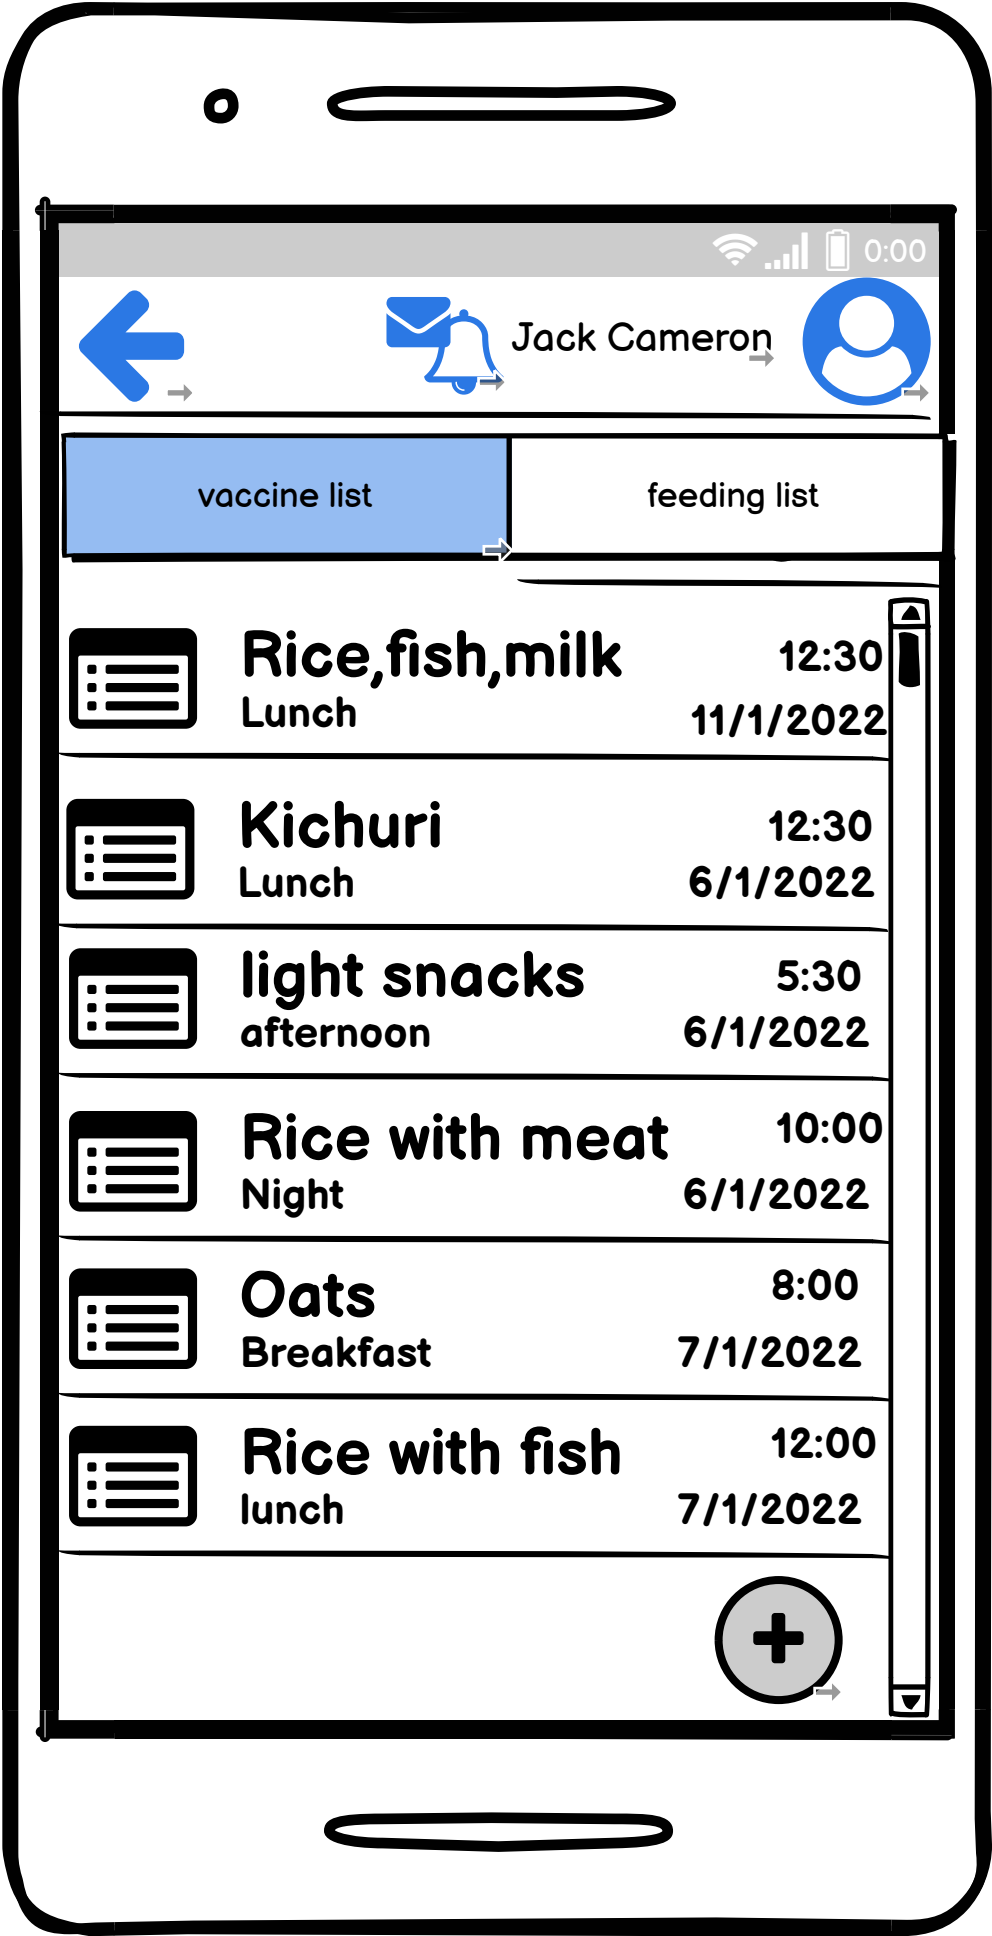 0:00
Jack Cameron
vaccine list
feeding list
Rice,fish,milk
12:30
Lunch
11/1/2022
Kichuri
12:30
Lunch
6/1/2022
light snacks
5:30
afternoon
6/1/2022
Rice with meat
10:00
Night
6/1/2022
Oats
8:00
Breakfast
7/1/2022
Rice with fish
12:00
lunch
7/1/2022